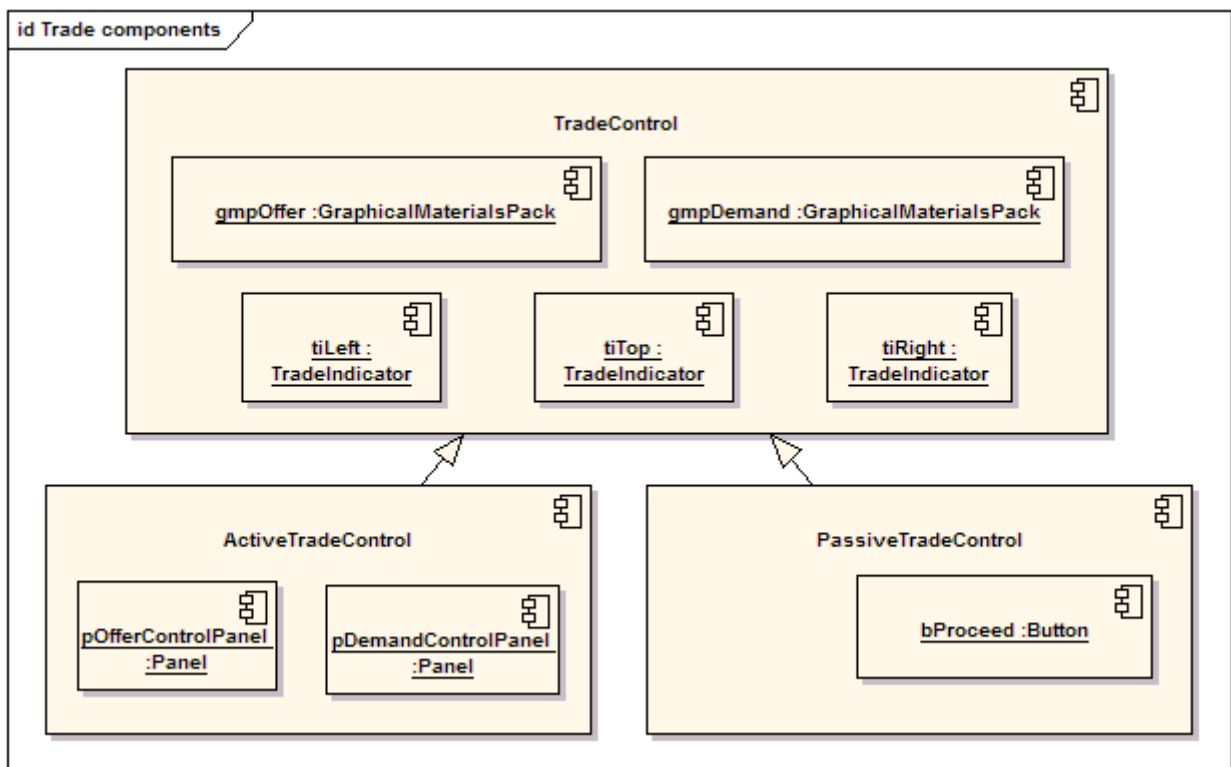 id Trade components
TradeControl
gmpOffer :GraphicalMaterialsPack
gmpDemand :GraphicalMaterialsPack
tiLeft :
TradeIndicator
tiTop :
TradeIndicator
tiRight :
TradeIndicator
ActiveTradeControl
pOfferControlPanel
:Panel
pDemandControlPanel
:Panel
PassiveTradeControl
bProceed :Button